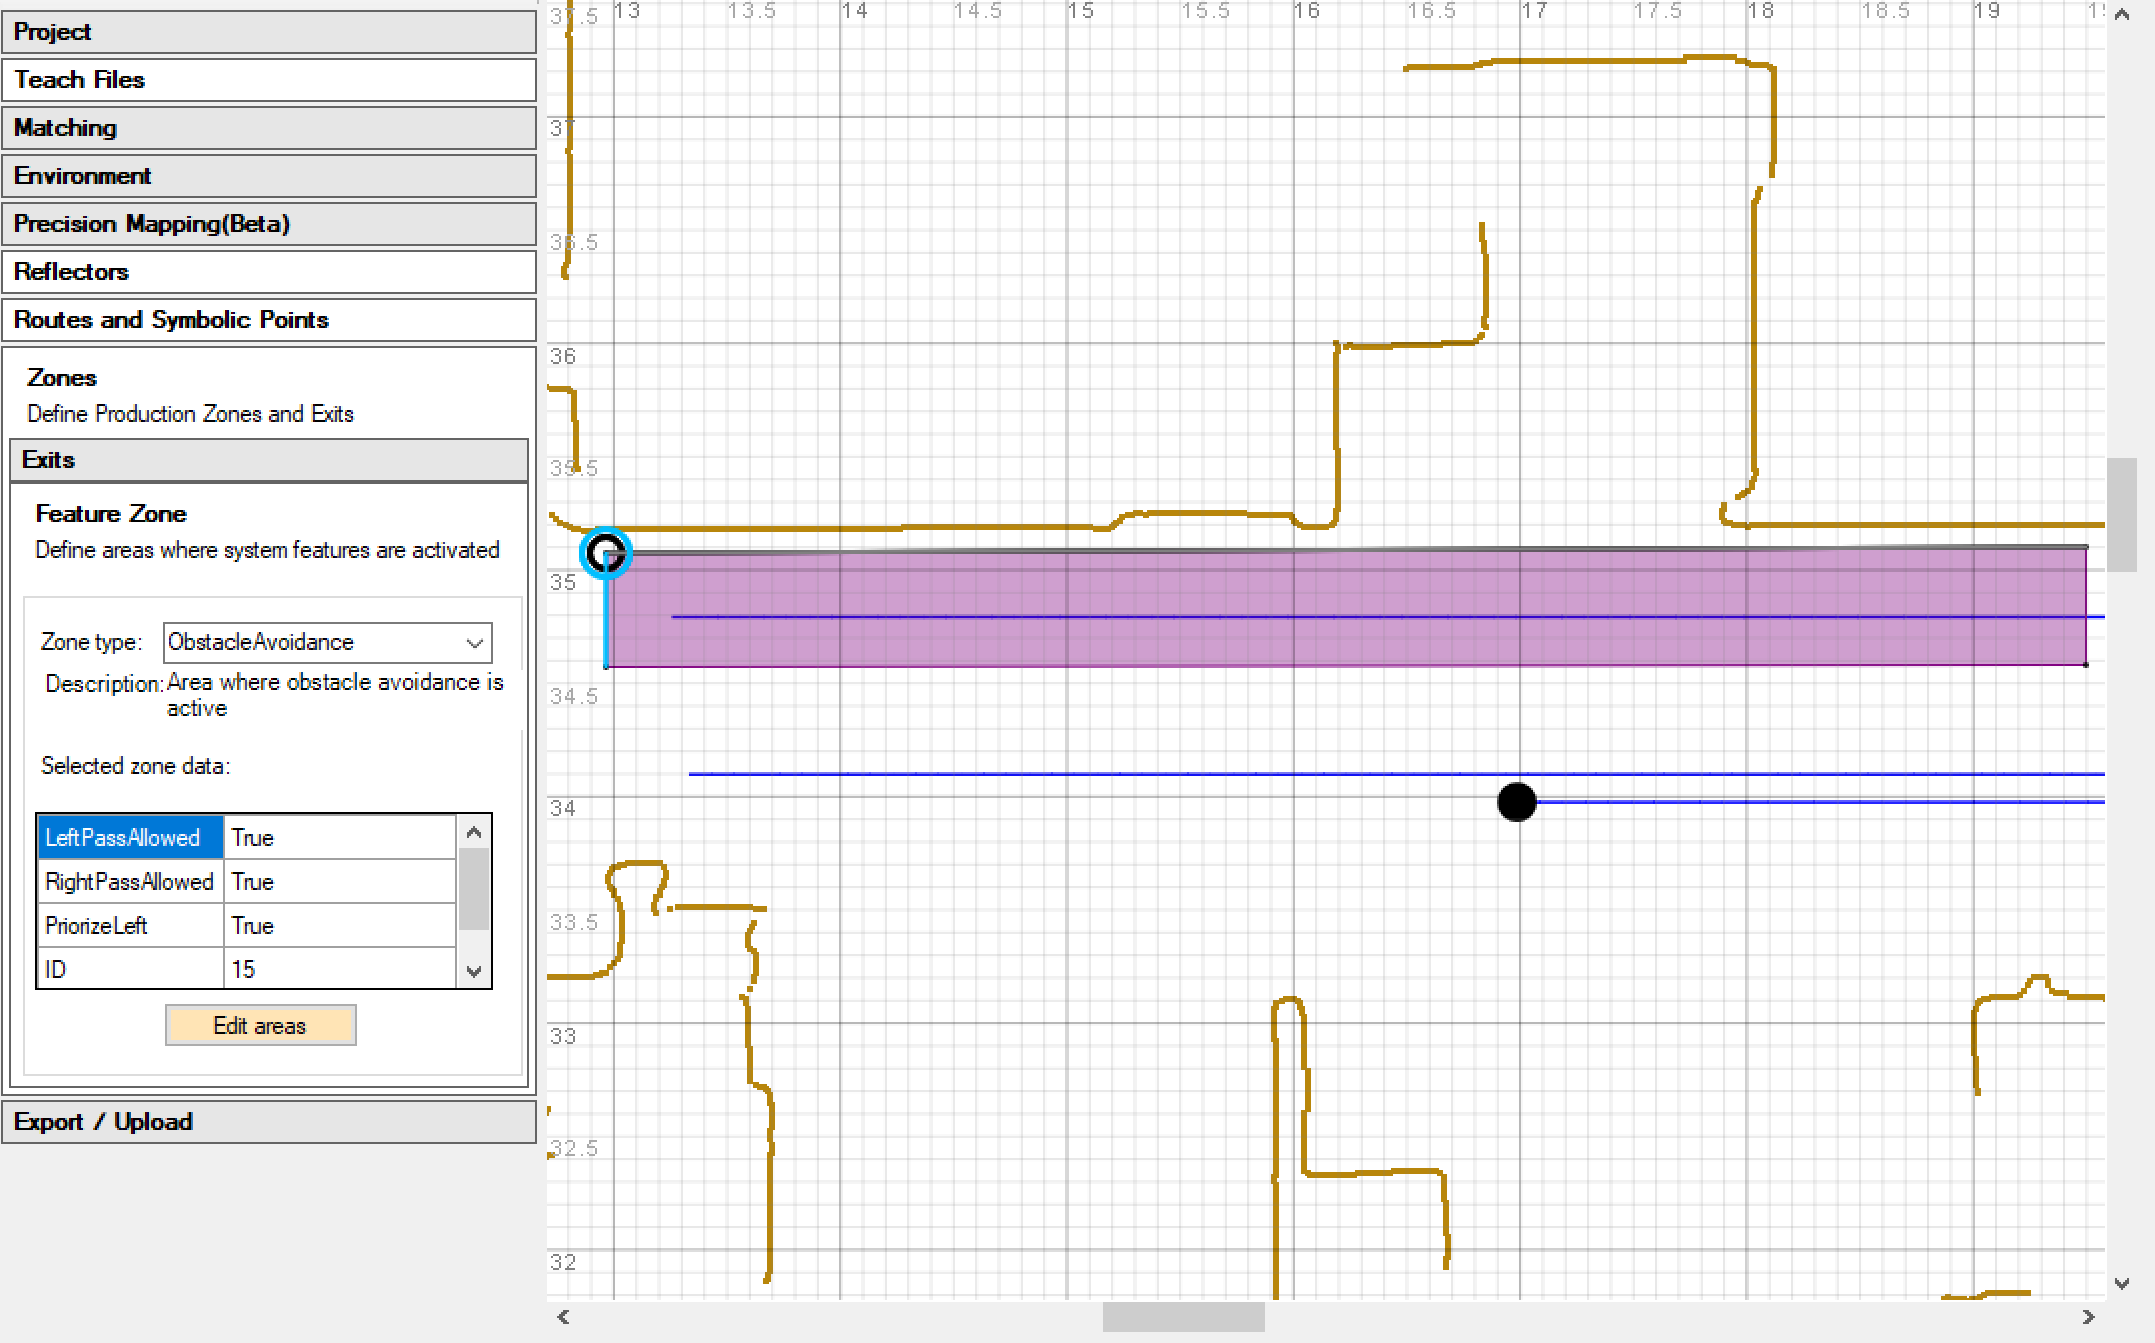 Project
Teach Files
Matching
Environment
Precision Mapping(Beta)
Reflectors
Routes and Symbolic Points
Zones
Define Production Zones and Exits
Exits
Feature Zone
Define areas where system features are activated
Zone type: ObstacleAvoidance
Description: Area where obstacle avoidance is
active
Selected zone data:
LeftPassAllowed True
RightPassAllowed True
PriorizeLeft True
ID 15
Edit areas
Export / Upload
13 13.5 14 14.5 15 15.5 16 16.5 17 17.5 18 18.5 19
37.5
37
36.5
36
35.5
35
34.5
34
33.5
33
32.5
32